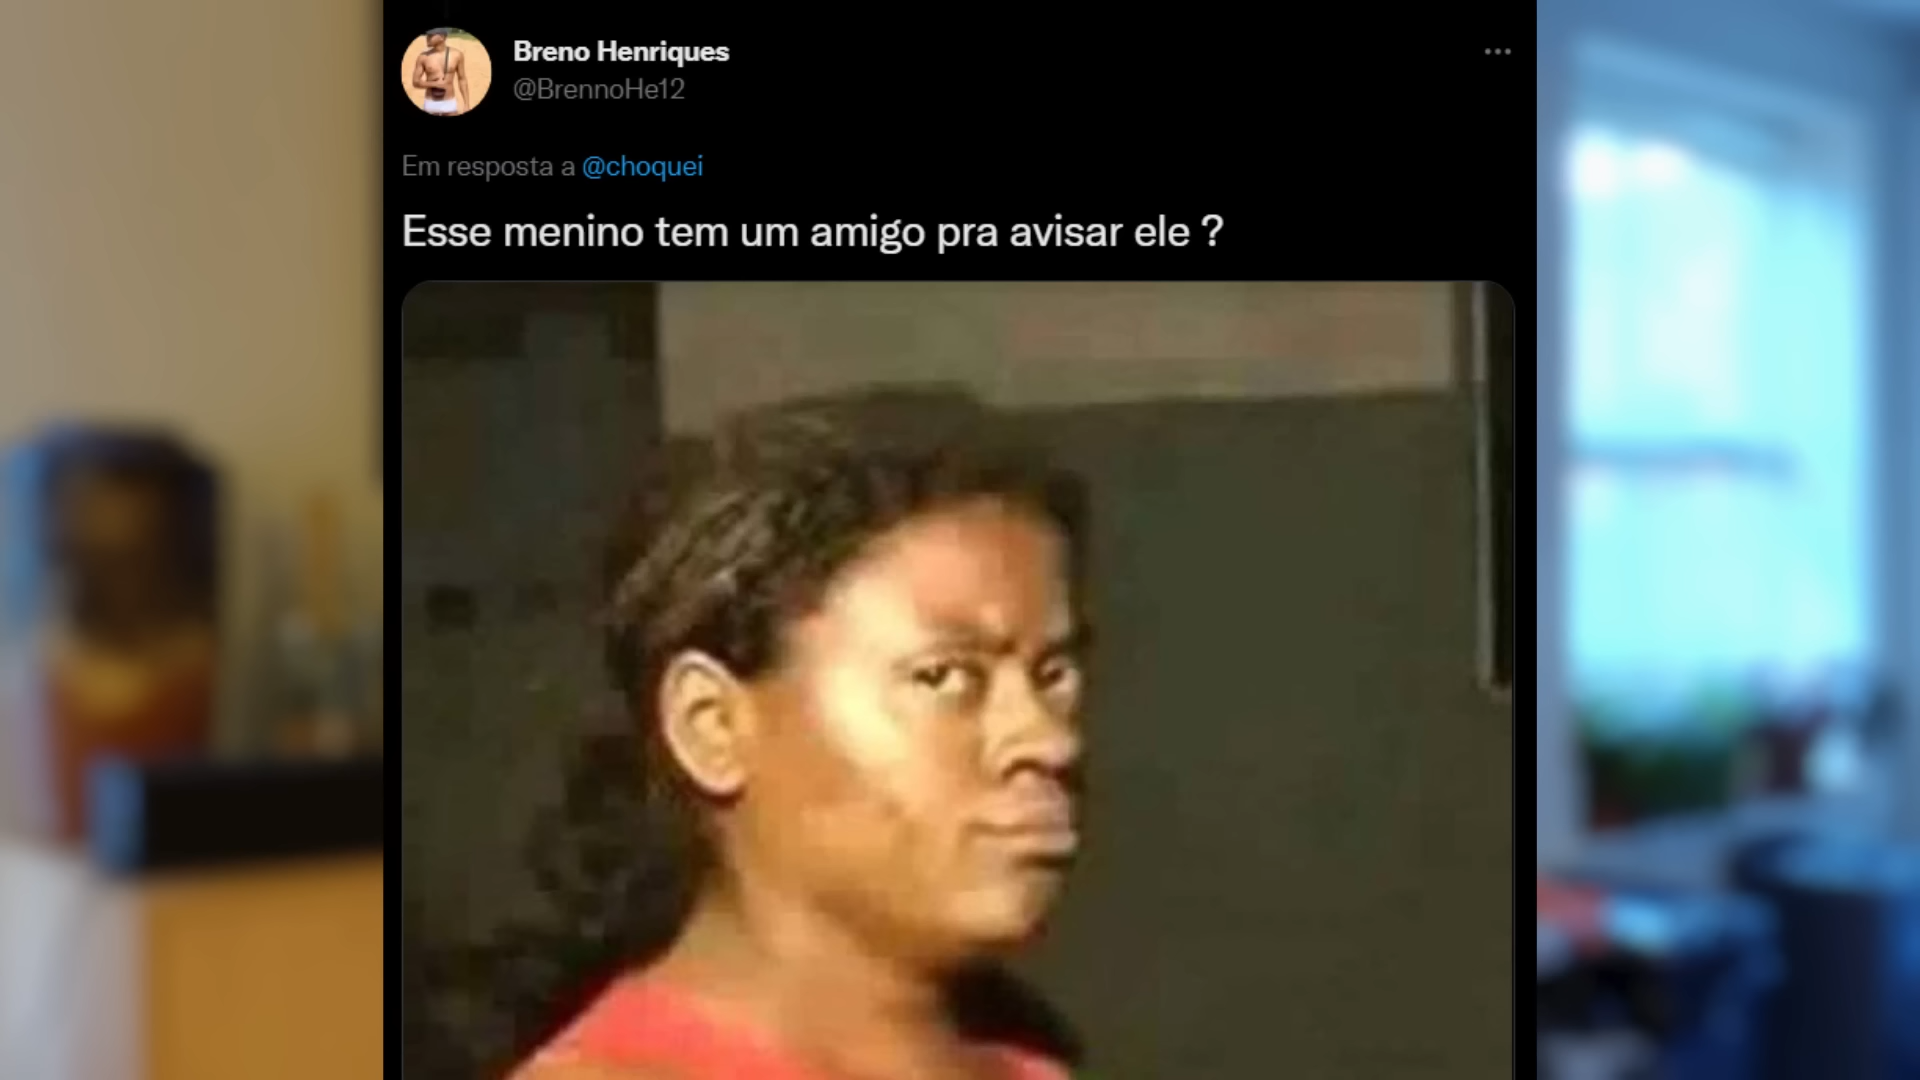 Breno Henriques
@BrennoHe12
Em resposta a @choquei
Esse menino tem um amigo pra avisar ele ?